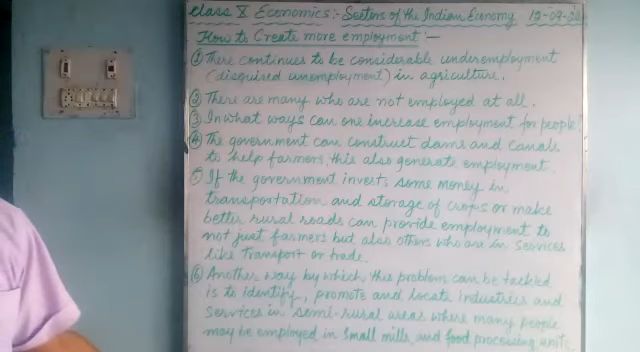 Class X Economics:- Sectors of the Indian Economy 12-09-20
How to Create more employment:-
① There continues to be considerable underemployment
(disquised unemployment) in agriculture.
② There are many who are not employed at all.
③ In what ways can one increase employment for people?
④ The government can construct dams and canals
to help farmers, this also generate employment.
⑤ If the government invests some money in
transportation and storage of crops or make
better rural roads can provide employment to
not just farmers but also others who are in services
like transport or trade.
⑥ Another way by which this problem can be tackled
is to identify, promote and locate industries and
services in semi-rural areas where many people
may be employed in small mills, and food processing units